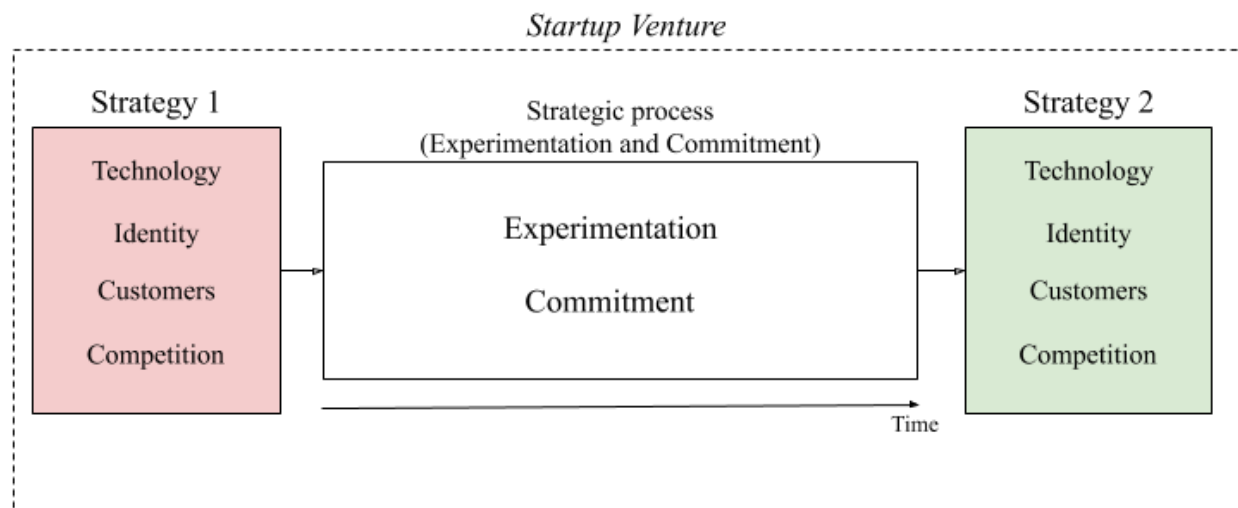 Startup Venture
Strategy 1
Technology
Identity
Customers
Competition
Strategic process
(Experimentation and Commitment)
Experimentation
Commitment
Time
Strategy 2
Technology
Identity
Customers
Competition